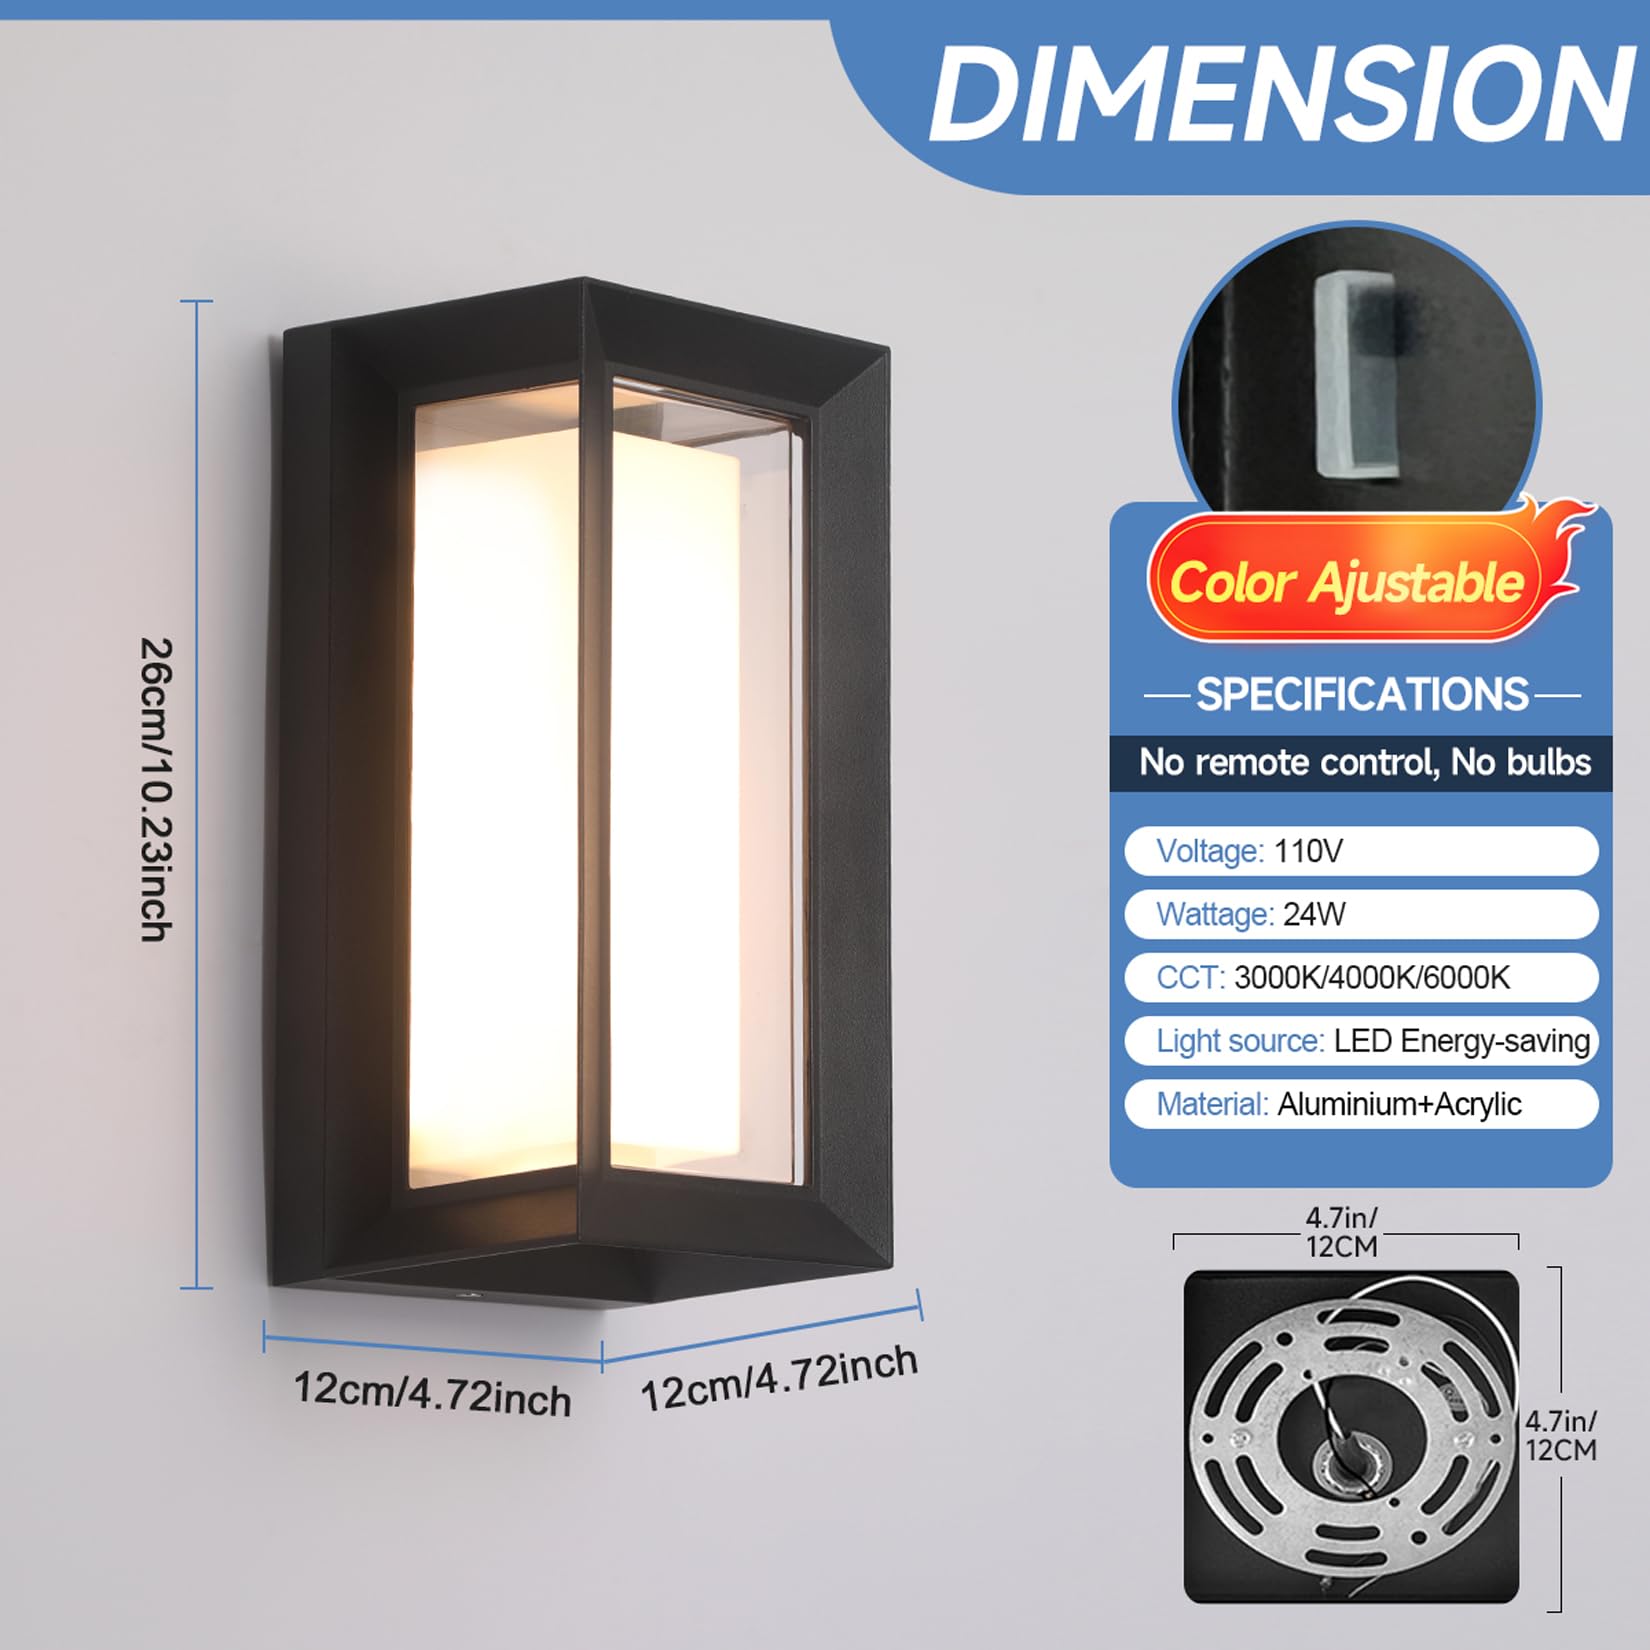 DIMENSION
Color Ajustable
SPECIFICATIONS
No remote control, No bulbs
Voltage: 110V
Wattage: 24W
CCT: 3000K/4000K/6000K
Light source: LED Energy-saving
Material: Aluminium+Acrylic
26cm/10.23inch
12cm/4.72inch
12cm/4.72inch
4.7in/
12CM
4.7in/
12CM